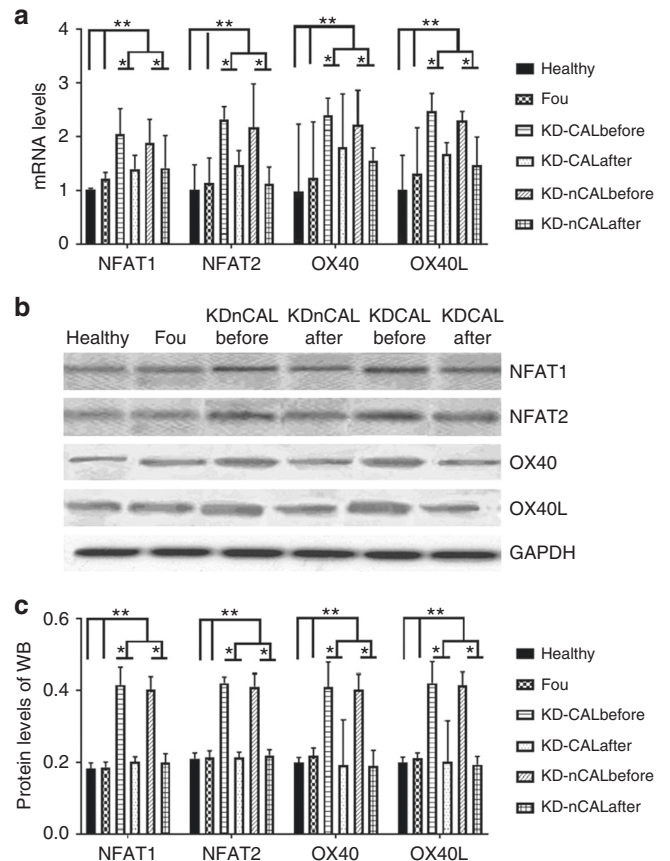 a
mRNA levels
4
3
2
1
0
** ** ** **
* * * * * * * *
NFAT1 NFAT2 OX40 OX40L
Healthy
Fou
KD-CALbefore
KD-CALafter
KD-nCALbefore
KD-nCALafter
b
Healthy Fou KDnCAL before KDnCAL after KDCAL before KDCAL after
NFAT1
NFAT2
OX40
OX40L
GAPDH
c
Protein levels of WB
0.6
0.4
0.2
0.0
** ** ** **
* * * * * * * *
NFAT1 NFAT2 OX40 OX40L
Healthy
Fou
KD-CALbefore
KD-CALafter
KD-nCALbefore
KD-nCALafter